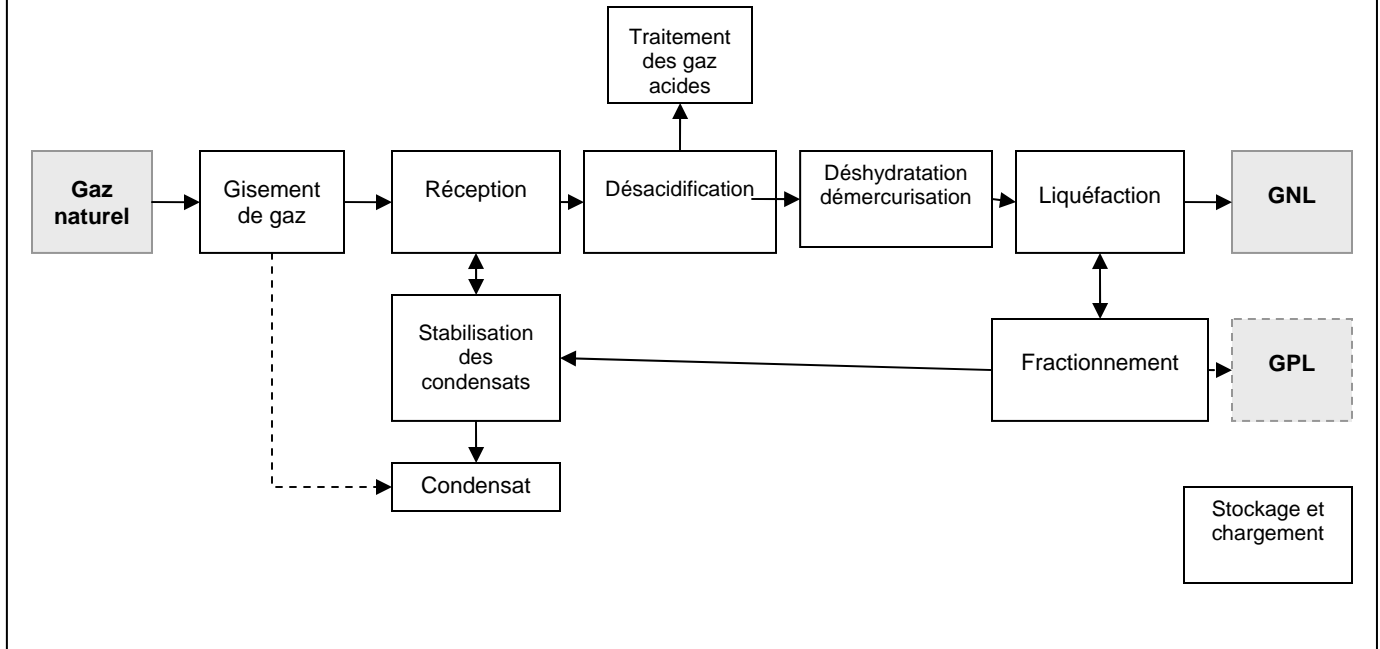 Traitement
des gaz
acides
Gaz
naturel
Gisement
de gaz
Réception
Désacidification
Déshydratation
démercurisation
Liquéfaction
GNL
Stabilisation
des
condensats
Fractionnement
GPL
Condensat
Stockage et
chargement